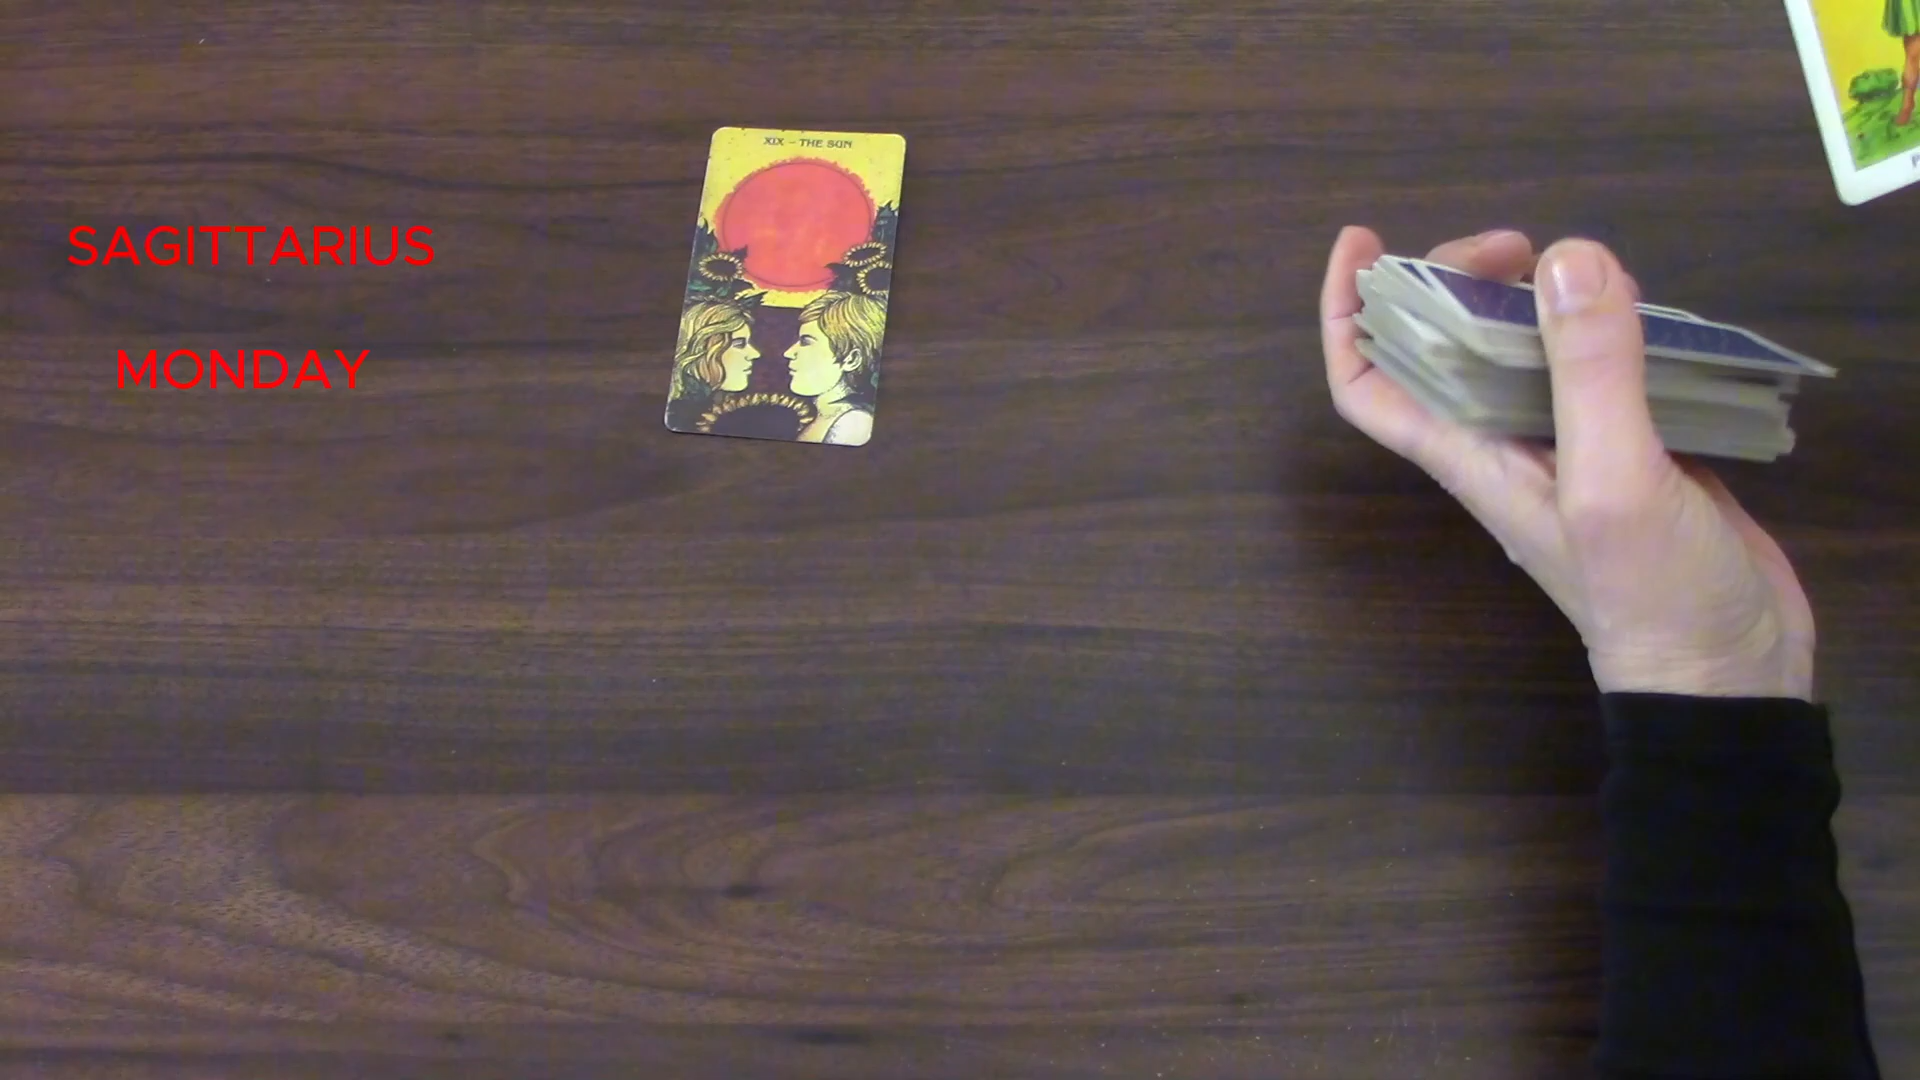 XIX – THE SUN
SAGITTARIUS
MONDAY